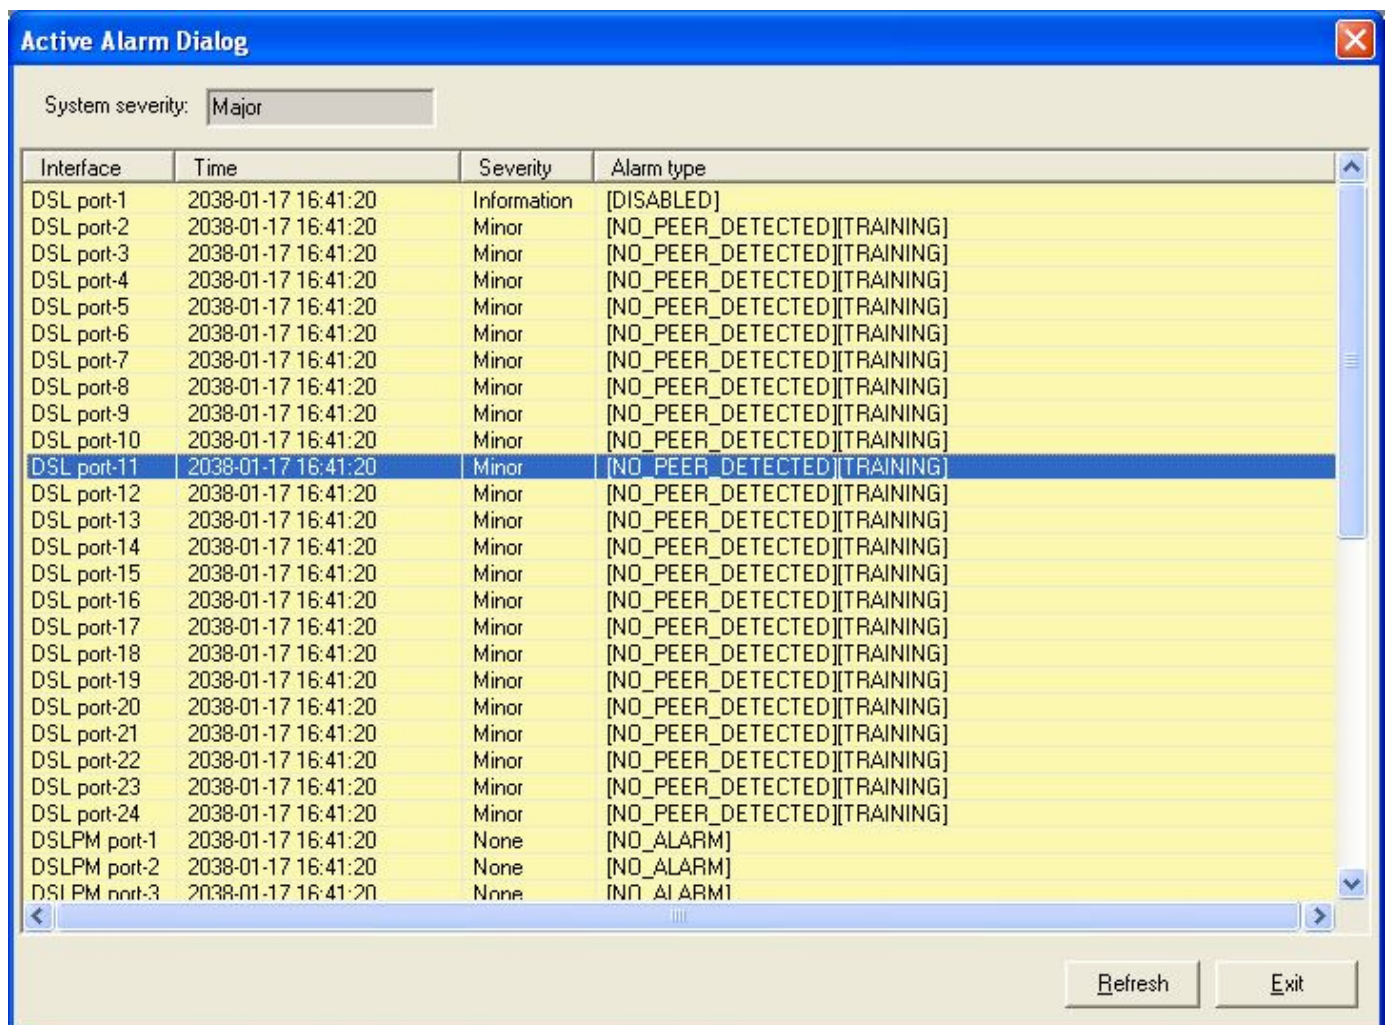 Active Alarm Dialog
System severity: Major
Interface Time Severity Alarm type
DSL port-1 2038-01-17 16:41:20 Information [DISABLED]
DSL port-2 2038-01-17 16:41:20 Minor [NO_PEER_DETECTED][TRAINING]
DSL port-3 2038-01-17 16:41:20 Minor [NO_PEER_DETECTED][TRAINING]
DSL port-4 2038-01-17 16:41:20 Minor [NO_PEER_DETECTED][TRAINING]
DSL port-5 2038-01-17 16:41:20 Minor [NO_PEER_DETECTED][TRAINING]
DSL port-6 2038-01-17 16:41:20 Minor [NO_PEER_DETECTED][TRAINING]
DSL port-7 2038-01-17 16:41:20 Minor [NO_PEER_DETECTED][TRAINING]
DSL port-8 2038-01-17 16:41:20 Minor [NO_PEER_DETECTED][TRAINING]
DSL port-9 2038-01-17 16:41:20 Minor [NO_PEER_DETECTED][TRAINING]
DSL port-10 2038-01-17 16:41:20 Minor [NO_PEER_DETECTED][TRAINING]
DSL port-11 2038-01-17 16:41:20 Minor [NO_PEER_DETECTED][TRAINING]
DSL port-12 2038-01-17 16:41:20 Minor [NO_PEER_DETECTED][TRAINING]
DSL port-13 2038-01-17 16:41:20 Minor [NO_PEER_DETECTED][TRAINING]
DSL port-14 2038-01-17 16:41:20 Minor [NO_PEER_DETECTED][TRAINING]
DSL port-15 2038-01-17 16:41:20 Minor [NO_PEER_DETECTED][TRAINING]
DSL port-16 2038-01-17 16:41:20 Minor [NO_PEER_DETECTED][TRAINING]
DSL port-17 2038-01-17 16:41:20 Minor [NO_PEER_DETECTED][TRAINING]
DSL port-18 2038-01-17 16:41:20 Minor [NO_PEER_DETECTED][TRAINING]
DSL port-19 2038-01-17 16:41:20 Minor [NO_PEER_DETECTED][TRAINING]
DSL port-20 2038-01-17 16:41:20 Minor [NO_PEER_DETECTED][TRAINING]
DSL port-21 2038-01-17 16:41:20 Minor [NO_PEER_DETECTED][TRAINING]
DSL port-22 2038-01-17 16:41:20 Minor [NO_PEER_DETECTED][TRAINING]
DSL port-23 2038-01-17 16:41:20 Minor [NO_PEER_DETECTED][TRAINING]
DSL port-24 2038-01-17 16:41:20 Minor [NO_PEER_DETECTED][TRAINING]
DSLPM port-1 2038-01-17 16:41:20 None [NO_ALARM]
DSLPM port-2 2038-01-17 16:41:20 None [NO_ALARM]
DSLPM port-3 2038-01-17 16:41:20 None [NO_ALARM]
Refresh Exit